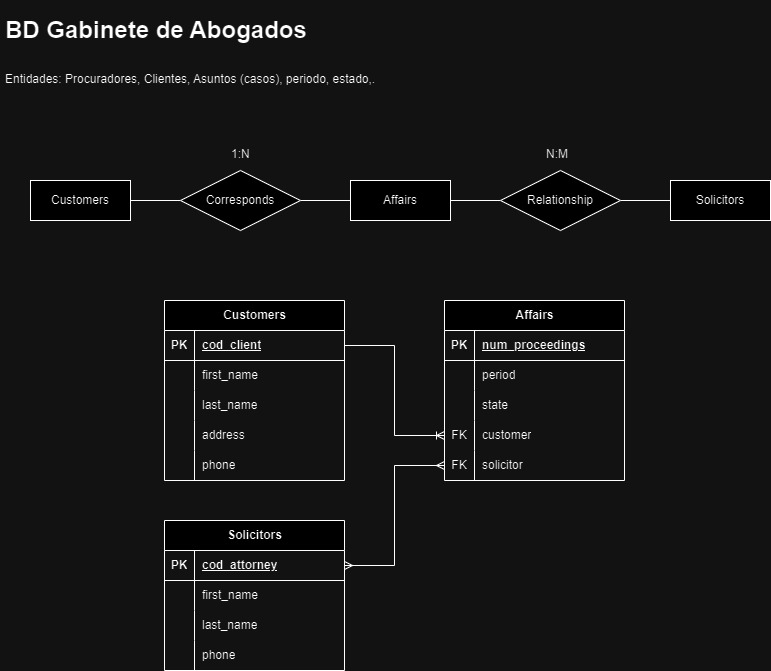 BD Gabinete de Abogados
Entidades: Procuradores, Clientes, Asuntos (casos), periodo, estado,.
1:N
N:M
Customers
Corresponds
Affairs
Relationship
Solicitors
Customers
PK cod_client
first_name
last_name
address
phone
Affairs
PK num_proceedings
period
state
FK customer
FK solicitor
Solicitors
PK cod_attorney
first_name
last_name
phone